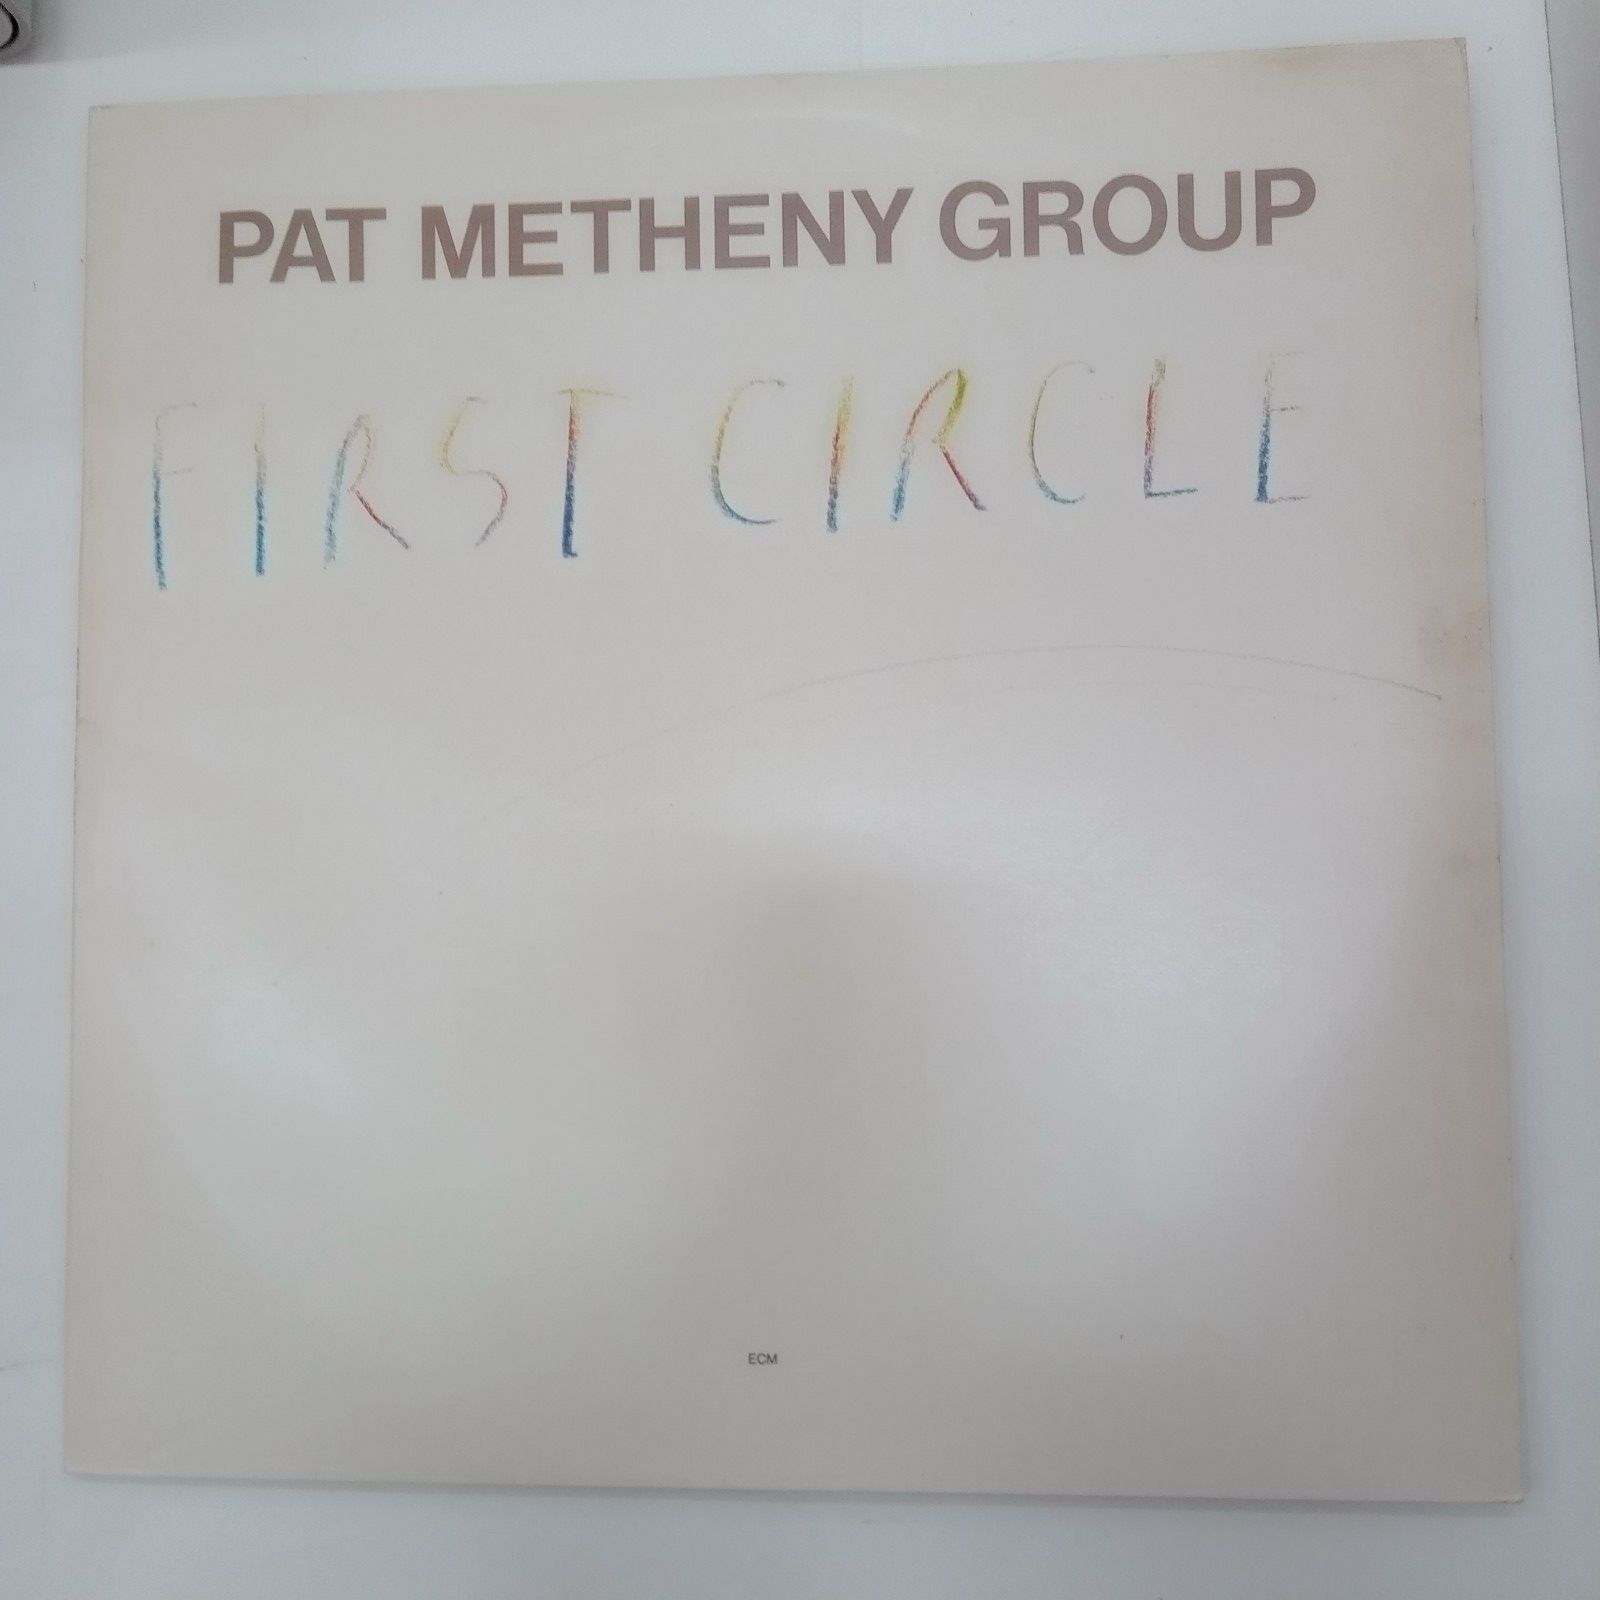 PAT METHENY GROUP
FIRST CIRCLE
ECM